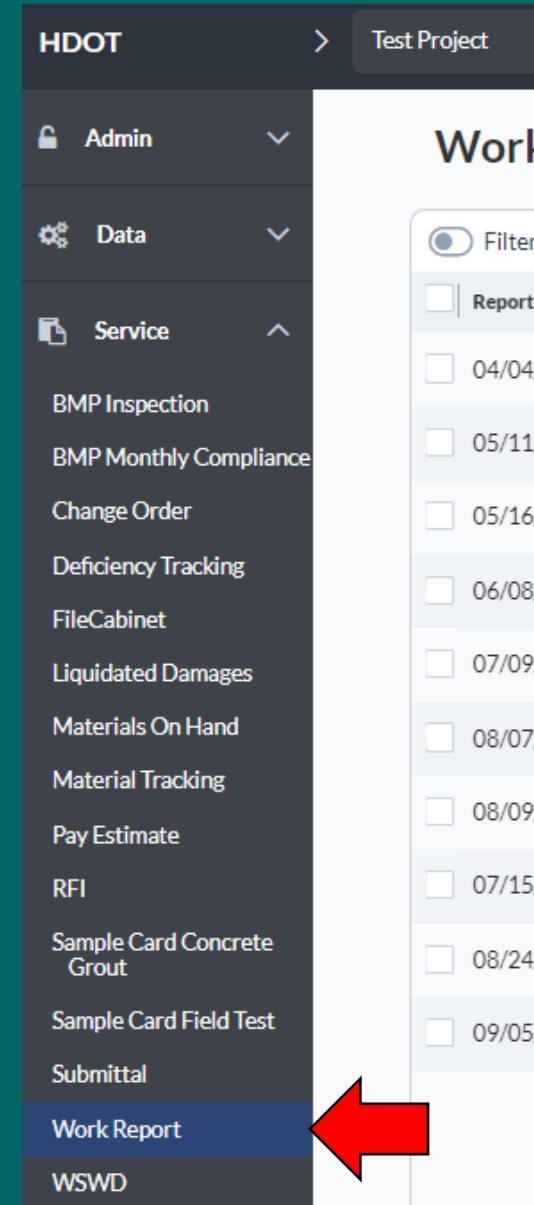 HDOT > Test Project
Admin
Data
Service
BMP Inspection
BMP Monthly Compliance
Change Order
Deficiency Tracking
FileCabinet
Liquidated Damages
Materials On Hand
Material Tracking
Pay Estimate
RFI
Sample Card Concrete
Grout
Sample Card Field Test
Submittal
Work Report
WSWD
Work
Filter
Report
04/04/
05/11
05/16
06/08
07/09
08/07
08/09
07/15
08/24
09/05